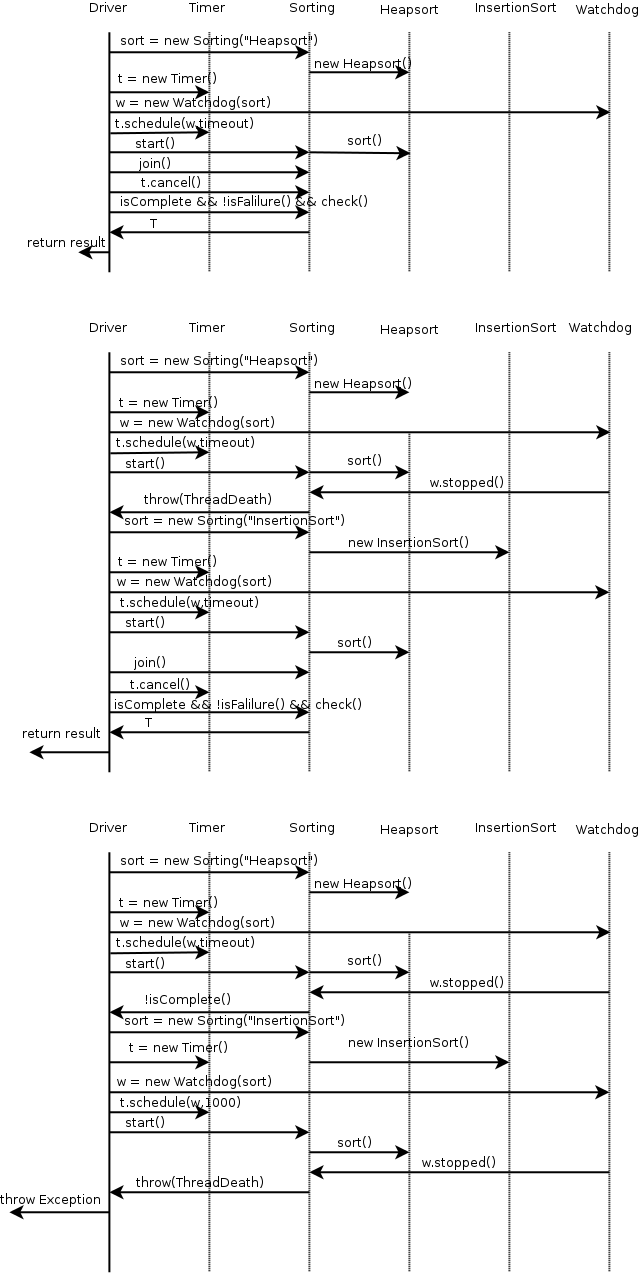 Driver Timer Sorting Heapsort InsertionSort Watchdog
sort = new Sorting("Heapsort")
new Heapsort()
t = new Timer()
w = new Watchdog(sort)
t.schedule(w,timeout)
start() sort()
join()
t.cancel()
isComplete && !isFalilure() && check()
T
return result
Driver Timer Sorting Heapsort InsertionSort Watchdog
sort = new Sorting("Heapsort")
new Heapsort()
t = new Timer()
w = new Watchdog(sort)
t.schedule(w,timeout)
start() sort()
w.stopped()
throw(ThreadDeath)
sort = new Sorting("InsertionSort")
new InsertionSort()
t = new Timer()
w = new Watchdog(sort)
t.schedule(w,timeout)
start()
sort()
join()
t.cancel()
isComplete && !isFalilure() && check()
T
return result
Driver Timer Sorting Heapsort InsertionSort Watchdog
sort = new Sorting("Heapsort")
new Heapsort()
t = new Timer()
w = new Watchdog(sort)
t.schedule(w,timeout)
start() sort()
w.stopped()
!isComplete()
sort = new Sorting("InsertionSort")
new InsertionSort()
t = new Timer()
w = new Watchdog(sort)
t.schedule(w,1000)
start()
sort()
w.stopped()
throw(ThreadDeath)
throw Exception